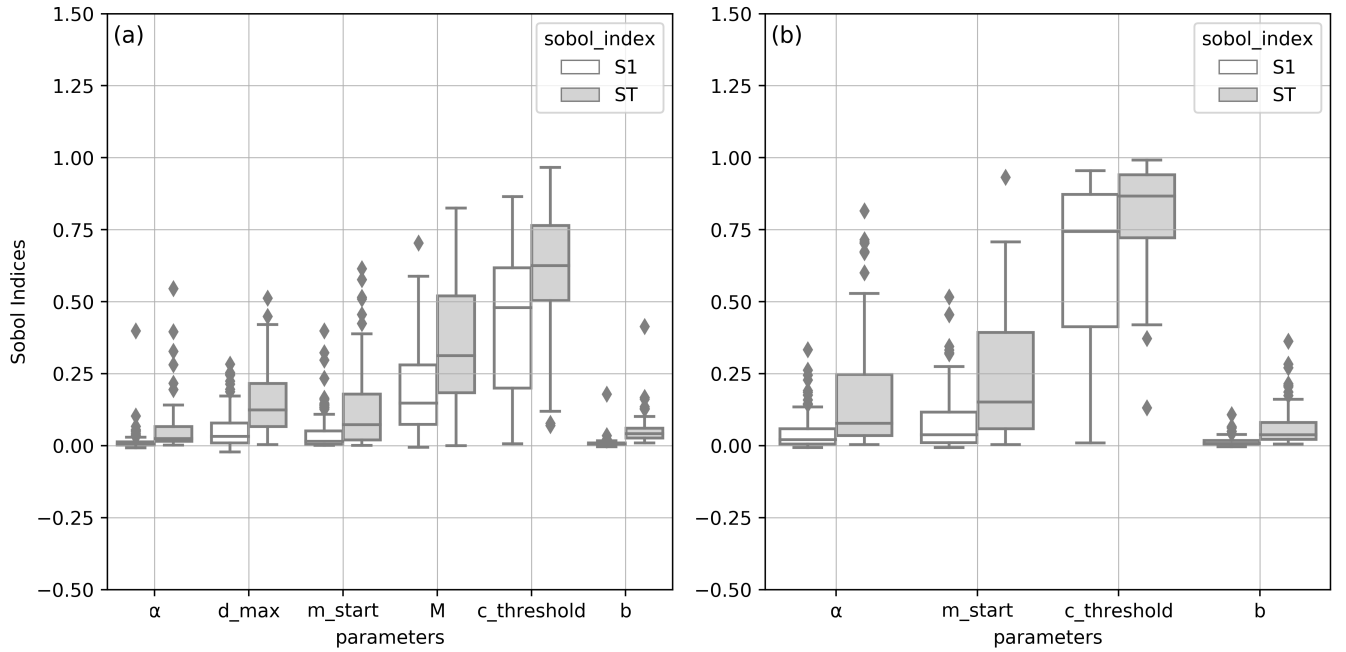 (a)
sobol_index
S1
ST
1.50
1.25
1.00
0.75
0.50
0.25
0.00
−0.25
−0.50
Sobol Indices
α d_max m_start M c_threshold b
parameters
(b)
sobol_index
S1
ST
1.50
1.25
1.00
0.75
0.50
0.25
0.00
−0.25
−0.50
α m_start c_threshold b
parameters